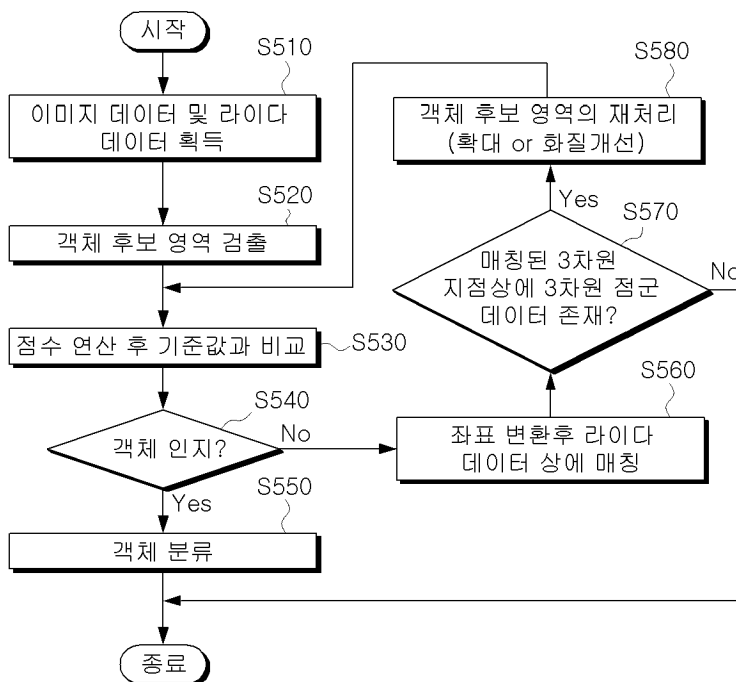 시작
S510
이미지 데이터 및 라이다
데이터 획득
S520
객체 후보 영역 검출
점수 연산 후 기준값과 비교
S530
S540
객체 인지?
No
Yes
S550
객체 분류
종료
S580
객체 후보 영역의 재처리
(확대 or 화질개선)
Yes
S570
매칭된 3차원
지점상에 3차원 점군
데이터 존재?
No
S560
좌표 변환후 라이다
데이터 상에 매칭